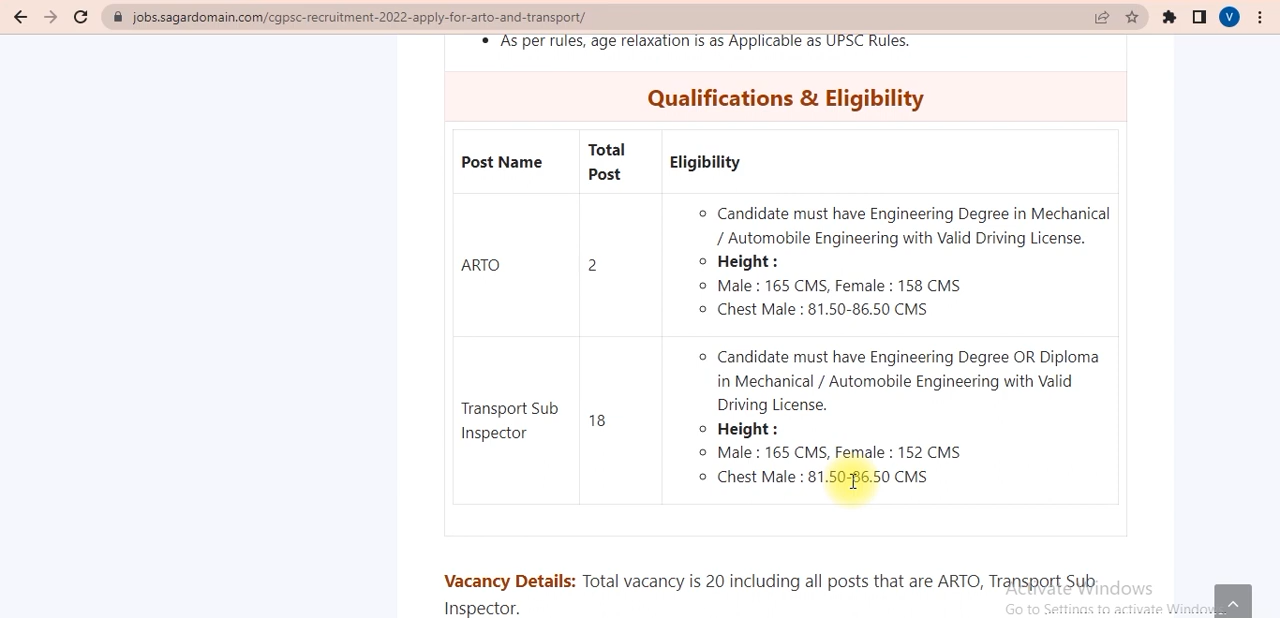 jobs.sagardomain.com/cgpsc-recruitment-2022-apply-for-arto-and-transport/
V
As per rules, age relaxation is as Applicable as UPSC Rules.
Qualifications & Eligibility
Post Name
Total
Post
Eligibility
ARTO
2
Candidate must have Engineering Degree in Mechanical
/ Automobile Engineering with Valid Driving License.
Height :
Male : 165 CMS, Female : 158 CMS
Chest Male : 81.50-86.50 CMS
Transport Sub
Inspector
18
Candidate must have Engineering Degree OR Diploma
in Mechanical / Automobile Engineering with Valid
Driving License.
Height :
Male : 165 CMS, Female : 152 CMS
Chest Male : 81.50-86.50 CMS
Vacancy Details: Total vacancy is 20 including all posts that are ARTO, Transport Sub
Inspector.
Activate Windows
Go to Settings to activate Windows.